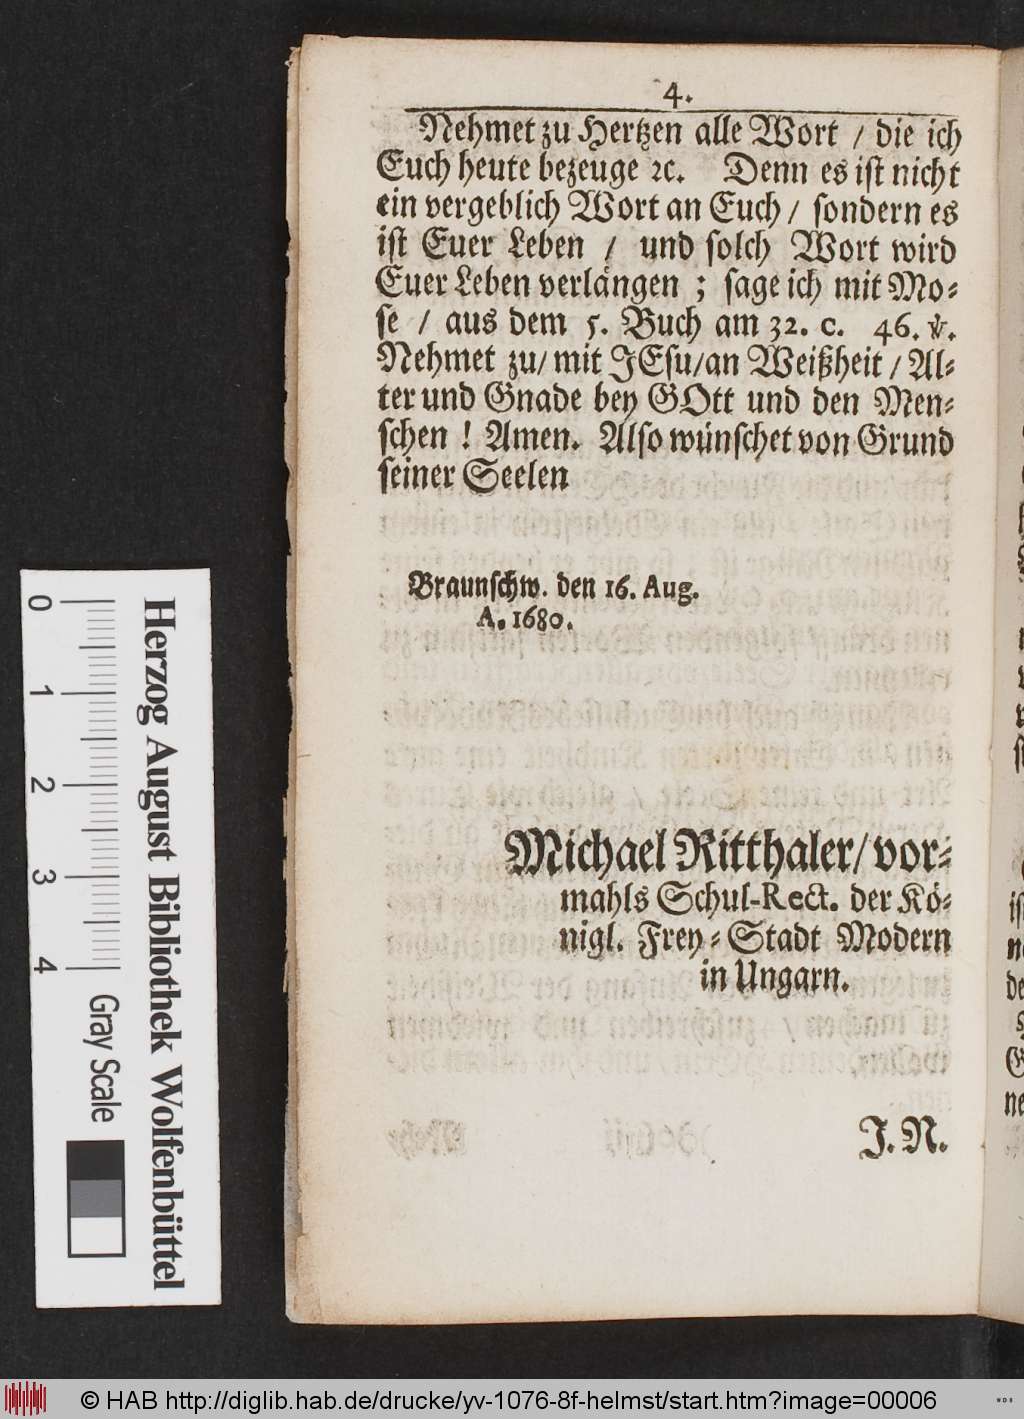 4.
Nehmet zu Hertzen alle Wort / die ich
Euch heute bezeuge ꝛc. Denn es ist nicht
ein vergeblich Wort an Euch / sondern es
ist Euer Leben / und solch Wort wird
Euer Leben verlängen ; sage ich mit Mo-
se / aus dem 5. Buch am 32. c. 46. ℣.
Nehmet zu/ mit JEsu/an Weißheit / Al-
ter und Gnade bey GOtt und den Men-
schen ! Amen. Also wünschet von Grund
seiner Seelen
Braunschw. den 16. Aug.
A. 1680.
Michael Ritthaler/ vor-
mahls Schul-Rect. der Kö-
nigl. Frey-Stadt Modern
in Ungarn.
J. N.
Herzog August Bibliothek Wolfenbüttel
0 1 2 3 4 Gray Scale
© HAB http://diglib.hab.de/drucke/yv-1076-8f-helmst/start.htm?image=00006